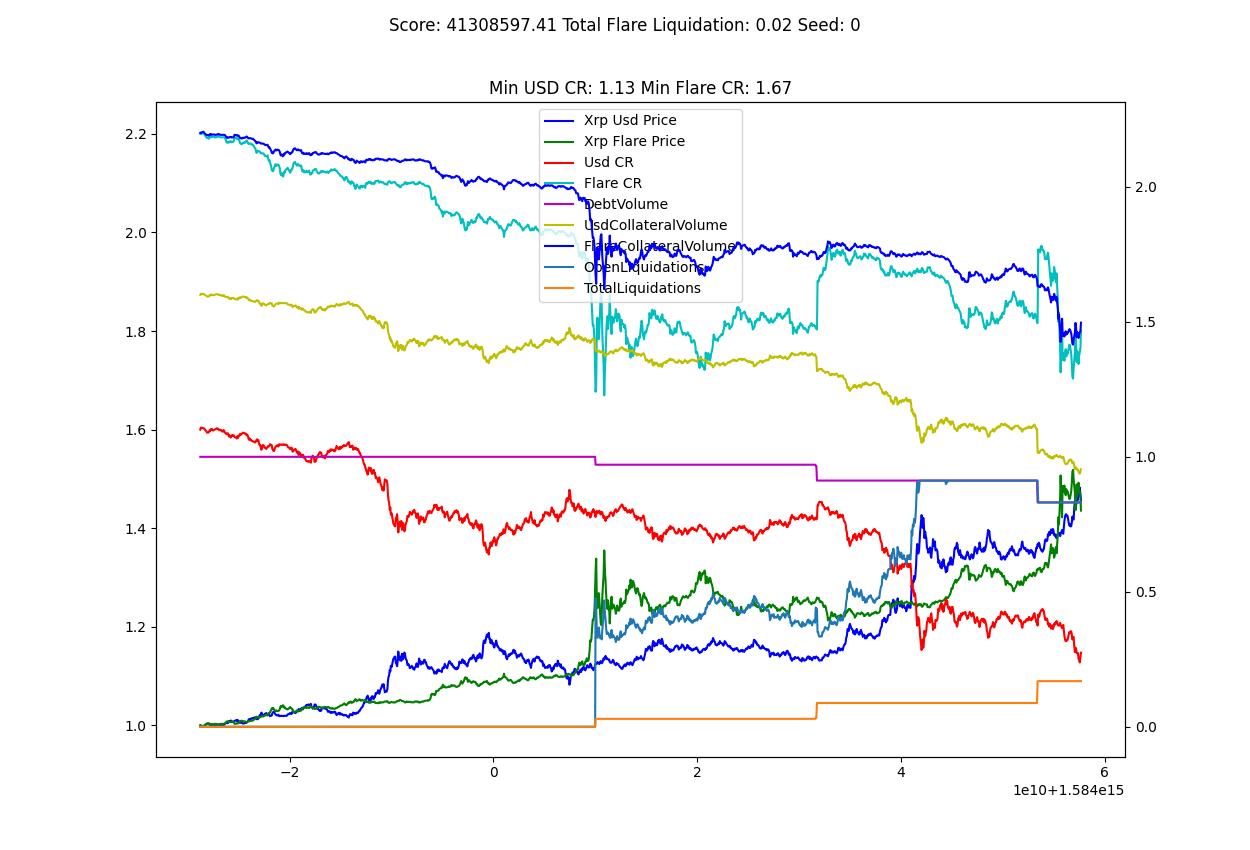 Score: 41308597.41 Total Flare Liquidation: 0.02 Seed: 0
Min USD CR: 1.13 Min Flare CR: 1.67
Xrp Usd Price
Xrp Flare Price
Usd CR
Flare CR
DebtVolume
UsdCollateralVolume
FlareCollateralVolume
OpenLiquidations
TotalLiquidations
2.2
2.0
1.8
1.6
1.4
1.2
1.0
2.0
1.5
1.0
0.5
0.0
−2
0
2
4
6
1e10+1.584e15